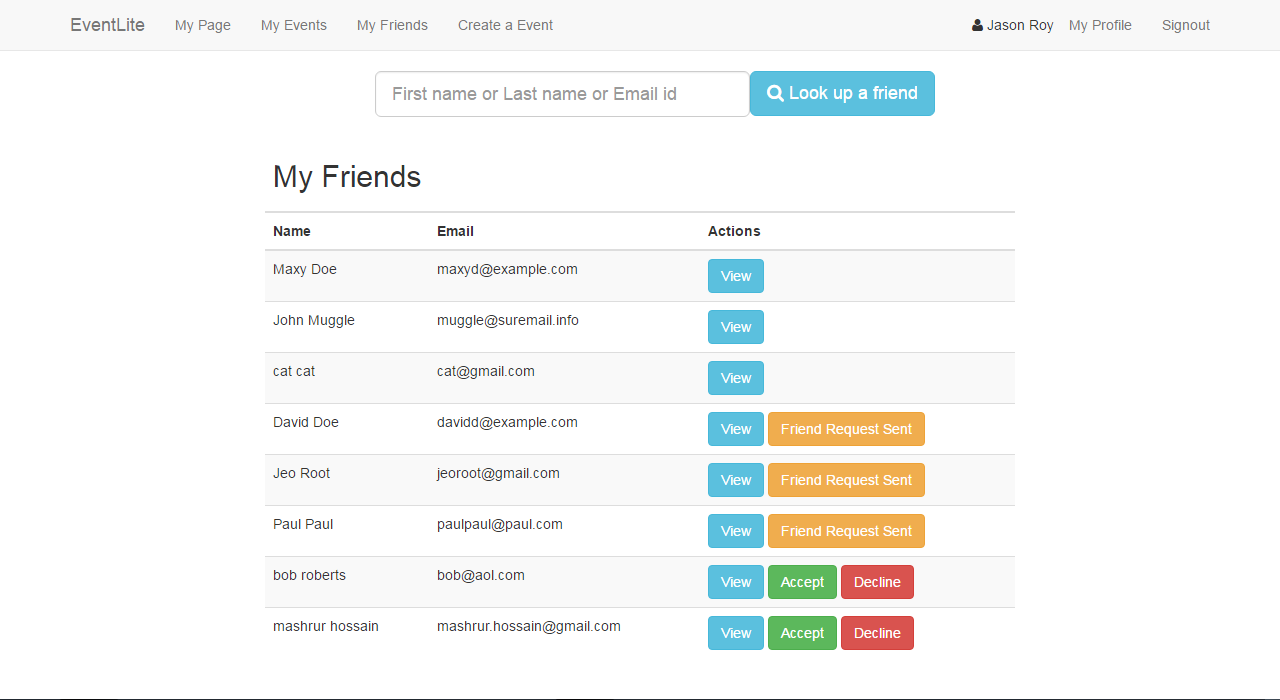 EventLite My Page My Events My Friends Create a Event Jason Roy My Profile Signout
First name or Last name or Email id Look up a friend
My Friends
Name Email Actions
Maxy Doe maxyd@example.com View
John Muggle muggle@suremail.info View
cat cat cat@gmail.com View
David Doe davidd@example.com View Friend Request Sent
Jeo Root jeoroot@gmail.com View Friend Request Sent
Paul Paul paulpaul@paul.com View Friend Request Sent
bob roberts bob@aol.com View Accept Decline
mashrur hossain mashrur.hossain@gmail.com View Accept Decline